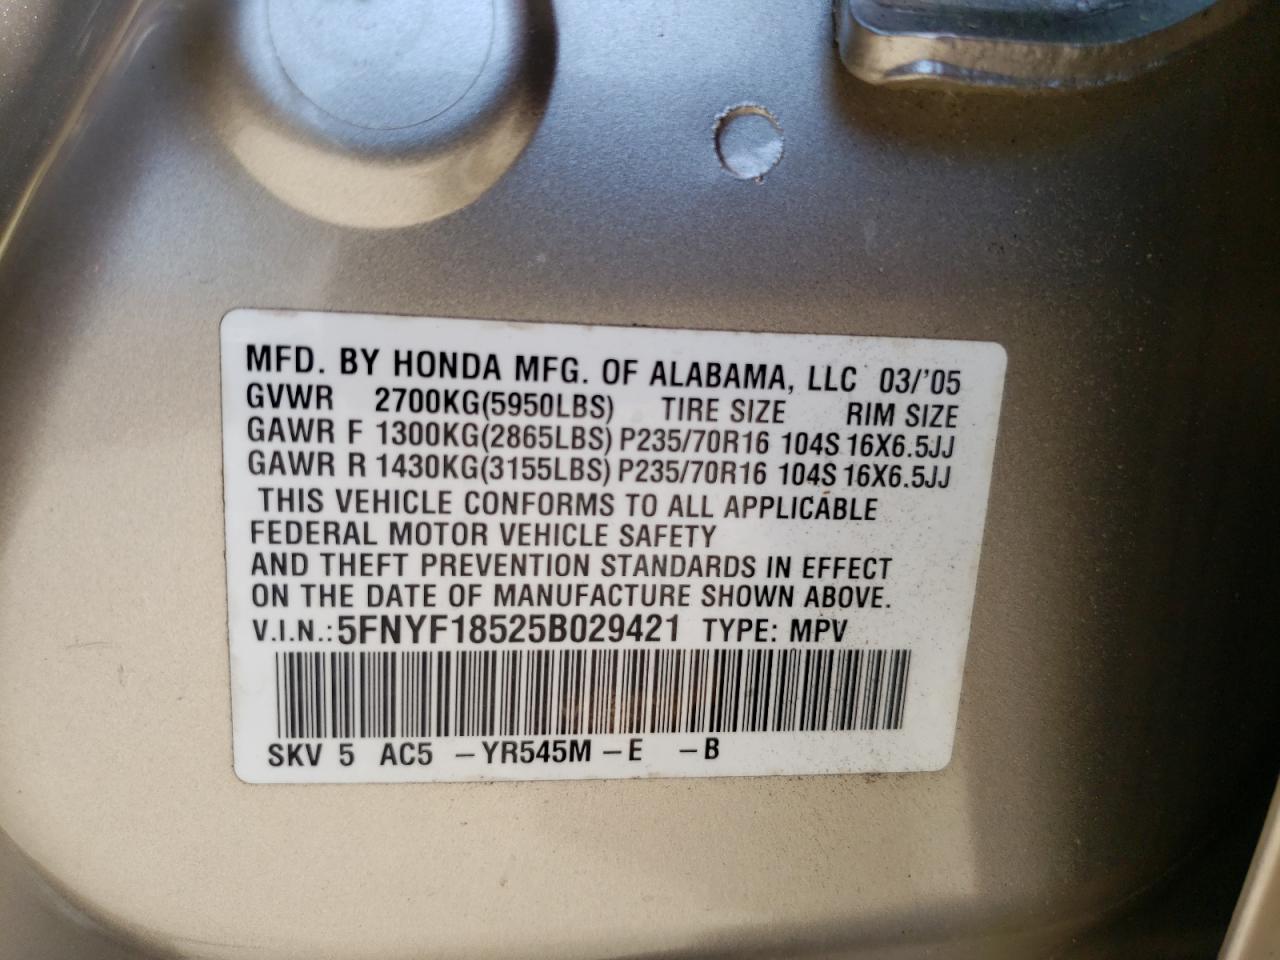 MFD. BY HONDA MFG. OF ALABAMA, LLC 03/'05
GVWR 2700KG(5950LBS) TIRE SIZE RIM SIZE
GAWR F 1300KG(2865LBS) P235/70R16 104S 16X6.5JJ
GAWR R 1430KG(3155LBS) P235/70R16 104S 16X6.5JJ
THIS VEHICLE CONFORMS TO ALL APPLICABLE
FEDERAL MOTOR VEHICLE SAFETY
AND THEFT PREVENTION STANDARDS IN EFFECT
ON THE DATE OF MANUFACTURE SHOWN ABOVE.
V.I.N.:5FNYF18525B029421 TYPE: MPV
SKV 5 AC5 -YR545M -E -B